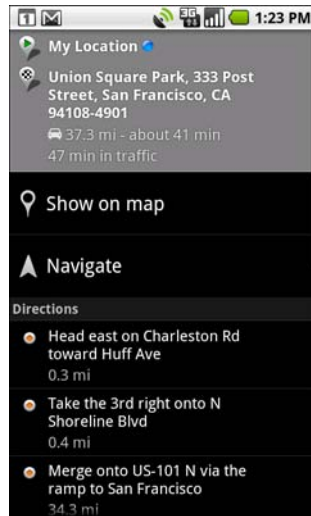 1 3G 1:23 PM
My Location
Union Square Park, 333 Post
Street, San Francisco, CA
94108-4901
37.3 mi - about 41 min
47 min in traffic
Show on map
Navigate
Directions
Head east on Charleston Rd
toward Huff Ave
0.3 mi
Take the 3rd right onto N
Shoreline Blvd
0.4 mi
Merge onto US-101 N via the
ramp to San Francisco
34.3 mi